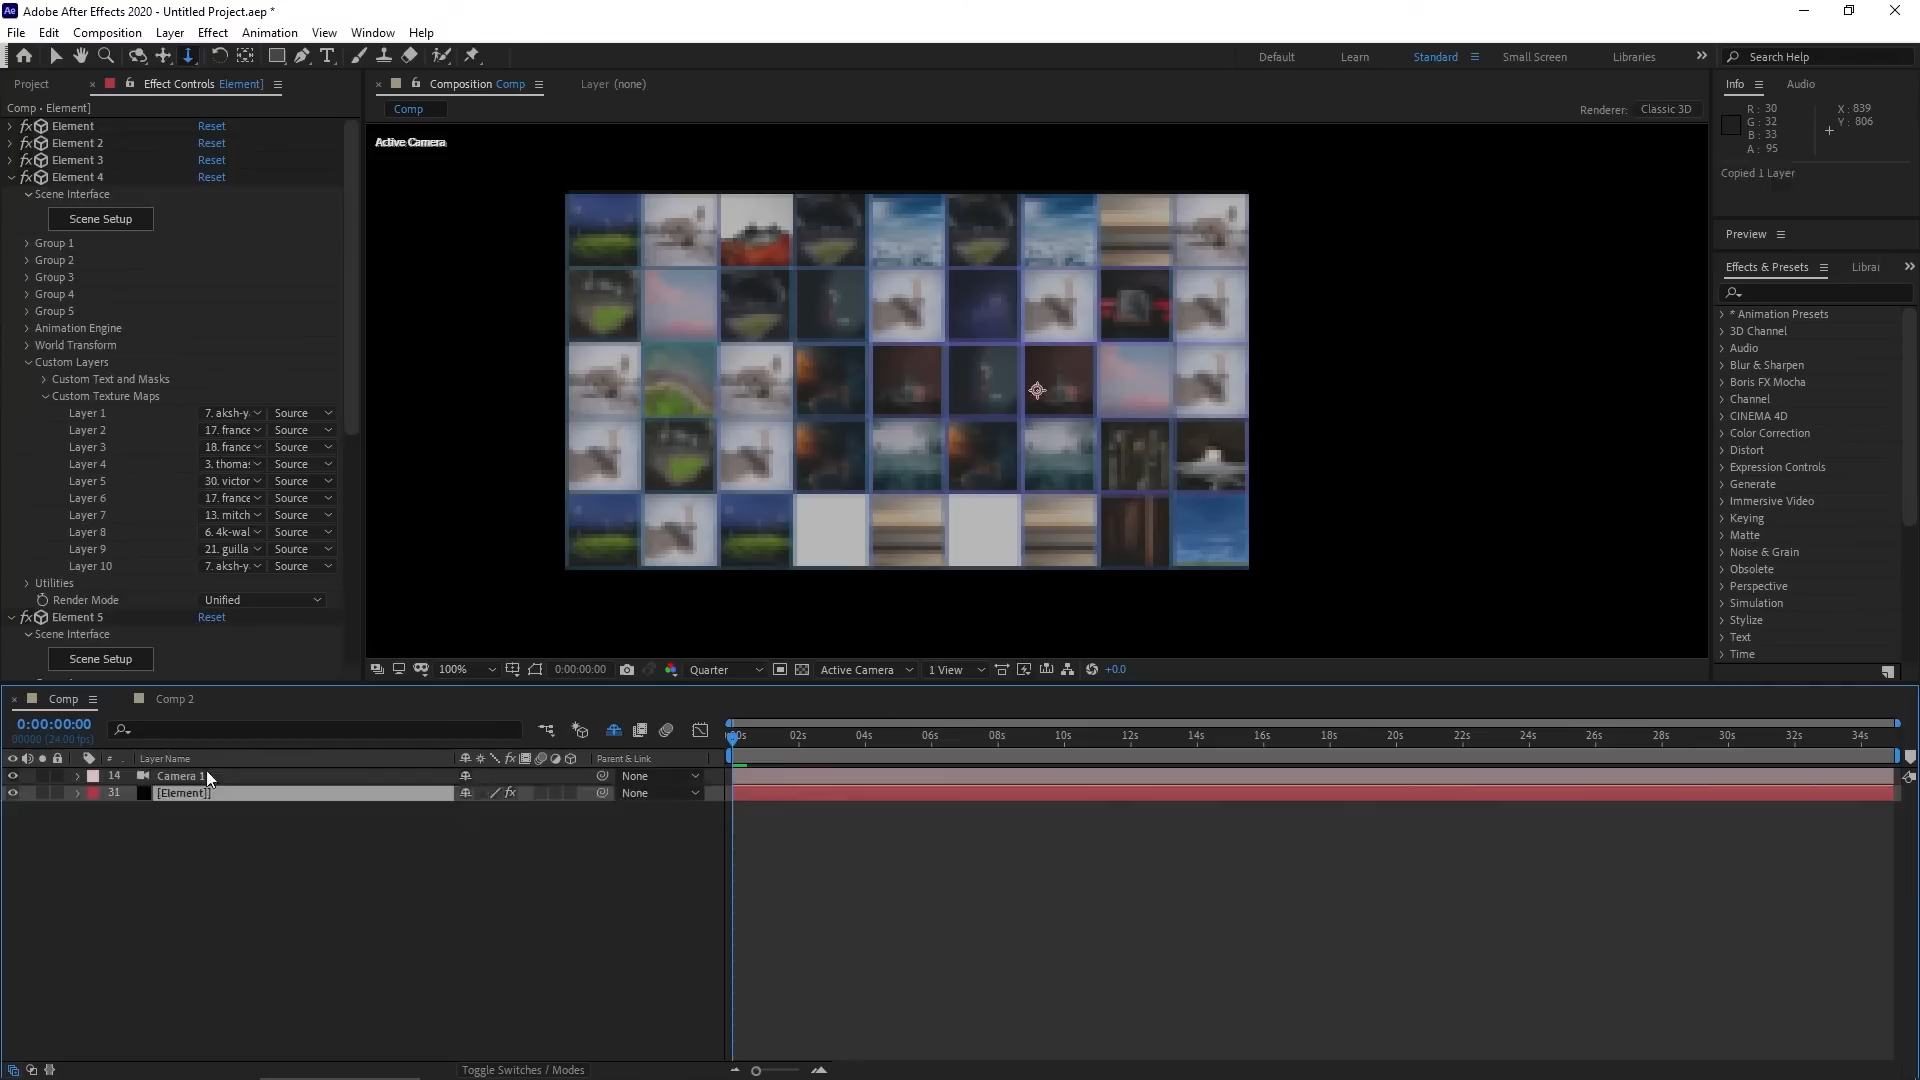 Adobe After Effects 2020 - Untitled Project.aep *
File Edit Composition Layer Effect Animation View Window Help
Default Learn Standard Small Screen Libraries Search Help
Project Effect Controls Element] Composition Comp Layer (none) Info Audio
Comp • Element]
Comp Renderer: Classic 3D
R: 30 X: 839
G: 32 Y: 806
B: 33
A: 95
Copied 1 Layer
Active Camera
Element Reset
Element 2 Reset
Element 3 Reset
Element 4 Reset
Scene Interface
Scene Setup
Group 1
Group 2
Group 3
Group 4
Group 5
Animation Engine
World Transform
Custom Layers
Custom Text and Masks
Custom Texture Maps
Layer 1 7. aksh-y Source
Layer 2 17. france Source
Layer 3 18. france Source
Layer 4 3. thoma: Source
Layer 5 30. victor Source
Layer 6 17. france Source
Layer 7 13. mitch Source
Layer 8 6. 4k-wal Source
Layer 9 21. guilla Source
Layer 10 7. aksh-y Source
Utilities
Render Mode Unified
Element 5 Reset
Scene Interface
Scene Setup
Preview
Effects & Presets Librar
* Animation Presets
3D Channel
Audio
Blur & Sharpen
Boris FX Mocha
Channel
CINEMA 4D
Color Correction
Distort
Expression Controls
Generate
Immersive Video
Keying
Matte
Noise & Grain
Obsolete
Perspective
Simulation
Stylize
Text
Time
100% 0:00:00:00 Quarter Active Camera 1 View +0.0
Comp Comp 2
0:00:00:00
00000 (24.00 fps)
:00s 02s 04s 06s 08s 10s 12s 14s 16s 18s 20s 22s 24s 26s 28s 30s 32s 34s
# . Layer Name Parent & Link
14 Camera 1 None
31 [Element]] None
Toggle Switches / Modes